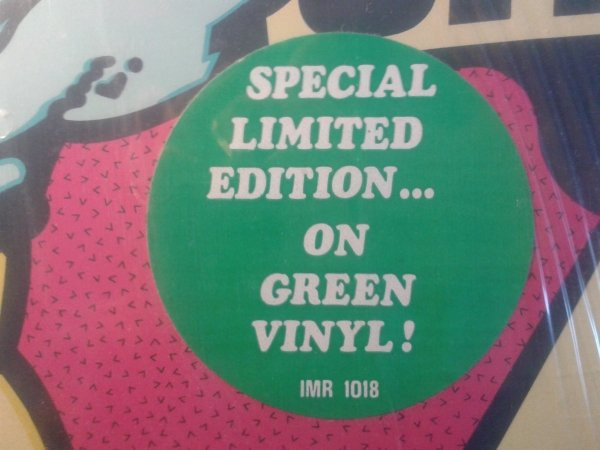 SPECIAL
LIMITED
EDITION...
ON
GREEN
VINYL!
IMR 1018